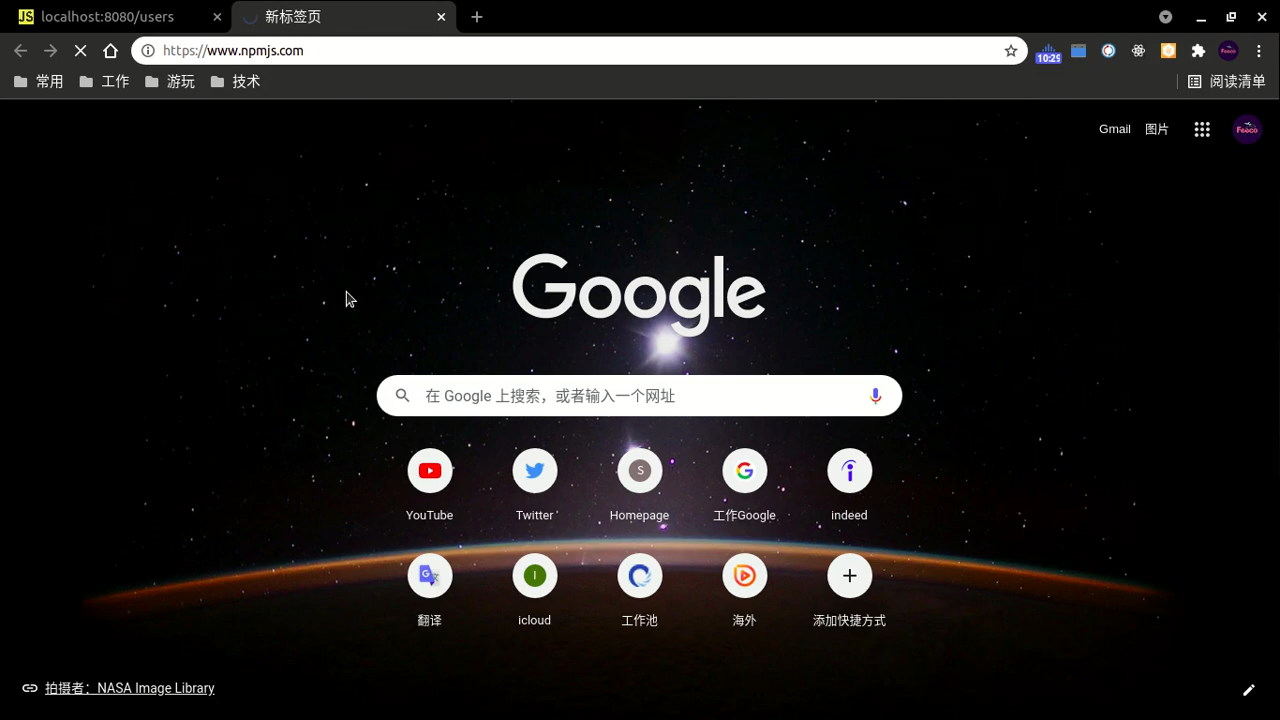 localhost:8080/users
新标签页
https://www.npmjs.com
10:29
Feeco
常用
工作
游玩
技术
阅读清单
Gmail
图片
Feeco
Google
在 Google 上搜索，或者输入一个网址
YouTube
Twitter
S
Homepage
工作Google
indeed
翻译
I
icloud
工作池
海外
添加快捷方式
拍摄者：NASA Image Library